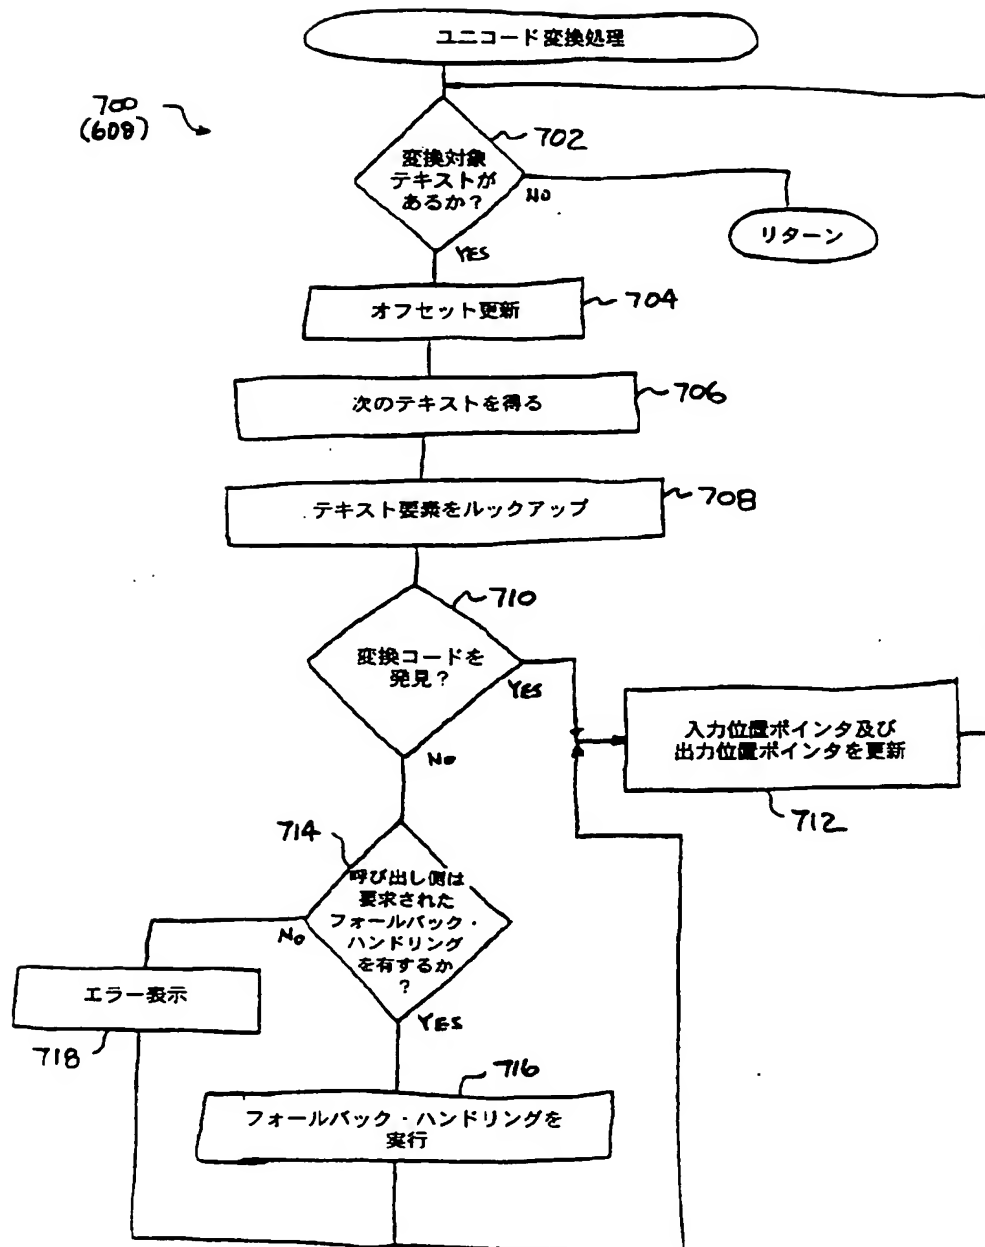 ユニコード変換処理
700
(608)
702
変換対象
テキストが
あるか？
NO
リターン
YES
オフセット更新
704
次のテキストを得る
706
テキスト要素をルックアップ
708
710
変換コードを
発見？
YES
入力位置ポインタ及び
出力位置ポインタを更新
712
No
714
呼び出し側は
要求された
フォールバック・
ハンドリング
を有するか
？
No
エラー表示
718
YES
716
フォールバック・ハンドリングを
実行